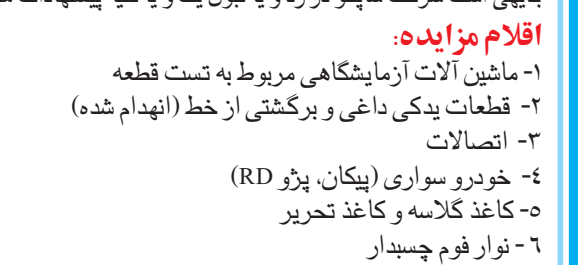 اقلام مزایده:
۱- ماشین آلات آزمایشگاهی مربوط به تست قطعه
۲- قطعات یدکی داغی و برگشتی از خط (انهدام شده)
۳- اتصالات
٤- خودرو سواری (پیکان، پژو RD)
٥- کاغذ گلاسه و کاغذ تحریر
٦- نوار فوم چسبدار